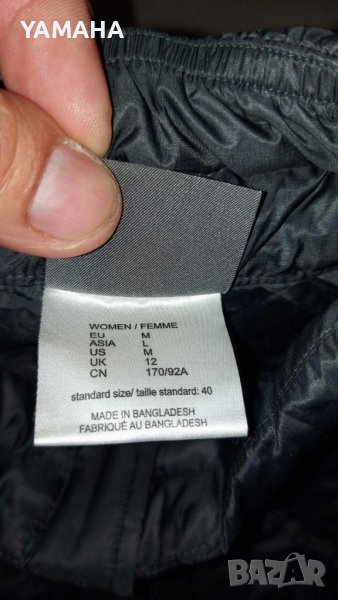 YAMAHA
WOMEN / FEMME
EU M
ASIA L
US M
UK 12
CN 170/92A
standard size/ taille standard: 40
MADE IN BANGLADESH
FABRIQUÉ AU BANGLADESH
BAZAR